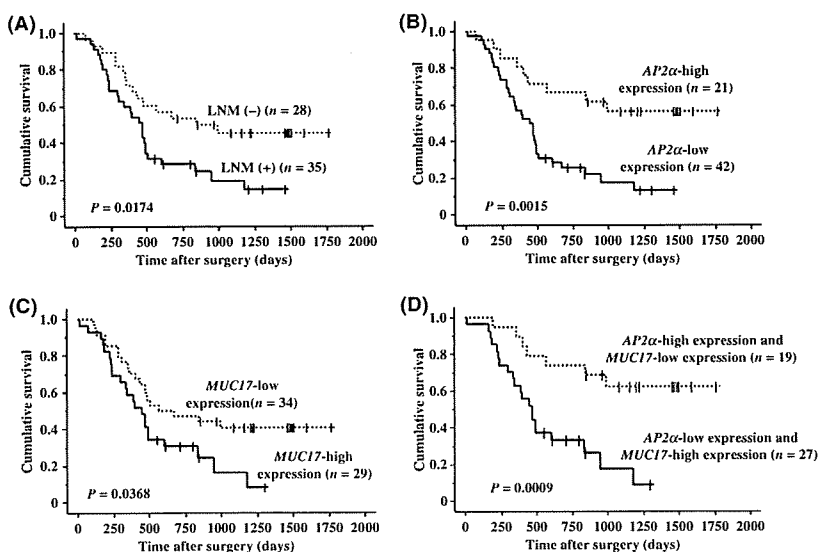 (A)
Cumulative survival
1.0
0.8
0.6
0.4
0.2
0
LNM (−) (n = 28)
LNM (+) (n = 35)
P = 0.0174
0 250 500 750 1000 1250 1500 1750 2000
Time after surgery (days)
(B)
Cumulative survival
1.0
0.8
0.6
0.4
0.2
0
AP2α-high
expression (n = 21)
AP2α-low
expression (n = 42)
P = 0.0015
0 250 500 750 1000 1250 1500 1750 2000
Time after surgery (days)
(C)
Cumulative survival
1.0
0.8
0.6
0.4
0.2
0
MUC17-low
expression(n = 34)
MUC17-high
expression (n = 29)
P = 0.0368
0 250 500 750 1000 1250 1500 1750 2000
Time after surgery (days)
(D)
Cumulative survival
1.0
0.8
0.6
0.4
0.2
0
AP2α-high expression and
MUC17-low expression (n = 19)
AP2α-low expression and
MUC17-high expression (n = 27)
P = 0.0009
0 250 500 750 1000 1250 1500 1750 2000
Time after surgery (days)